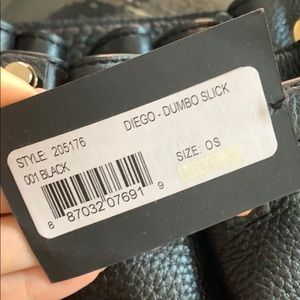 STYLE: 205176
DIEGO - DUMBO SLICK
001 BLACK
SIZE: OS
8 87032 07691 9